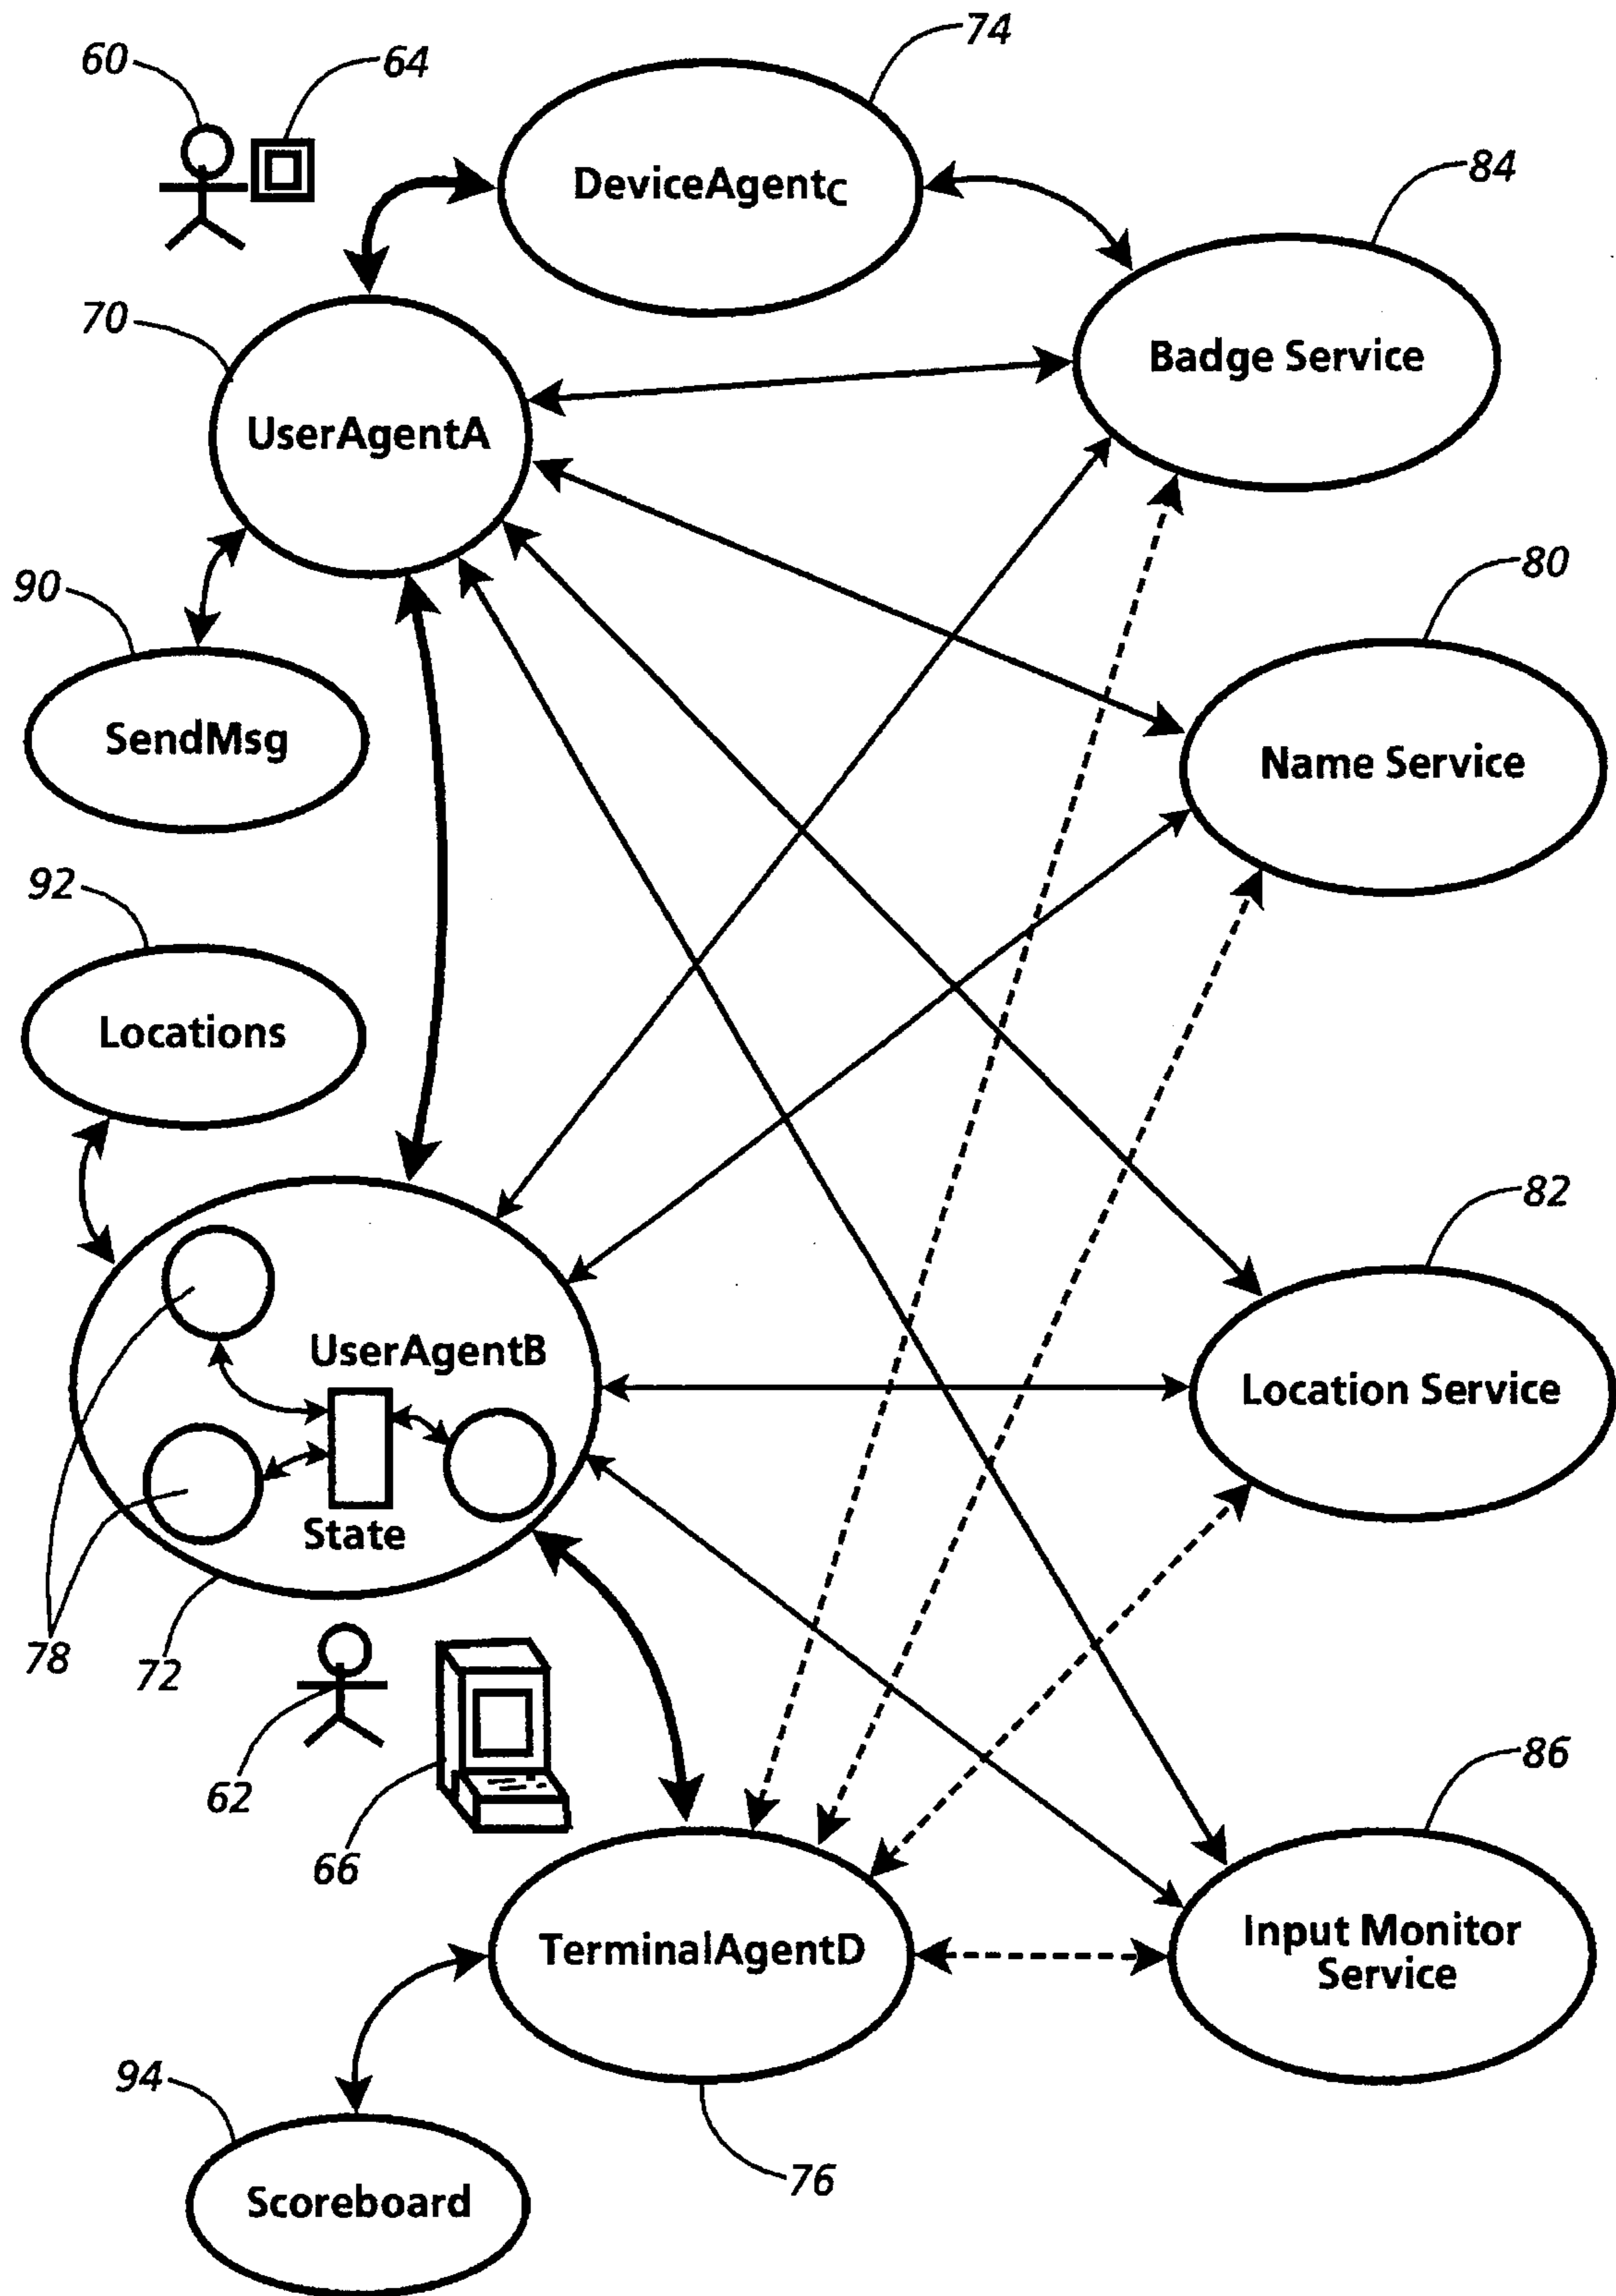 74
60
64
DeviceAgentC
84
Badge Service
70
UserAgentA
80
90
SendMsg
Name Service
92
Locations
82
UserAgentB
Location Service
State
78
72
62
66
86
TerminalAgentD
Input Monitor
Service
94
76
Scoreboard